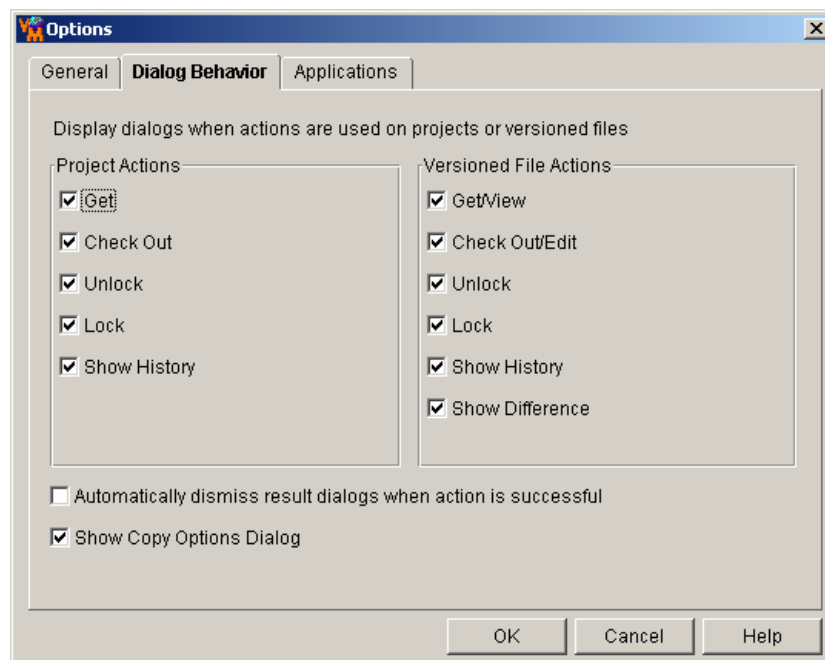 VM Options
General
Dialog Behavior
Applications
Display dialogs when actions are used on projects or versioned files
Project Actions
Get
Check Out
Unlock
Lock
Show History
Versioned File Actions
Get/View
Check Out/Edit
Unlock
Lock
Show History
Show Difference
Automatically dismiss result dialogs when action is successful
Show Copy Options Dialog
OK
Cancel
Help